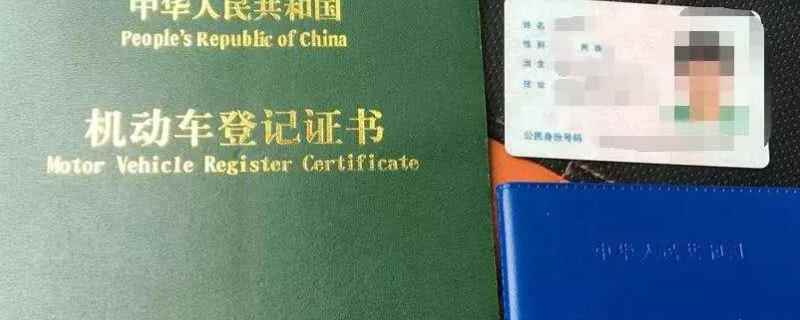 中华人民共和国
People's Republic of China
机动车登记证书
Motor Vehicle Register Certificate
姓名
性别
男
出生
住址
公民身份号码
中华人民共和